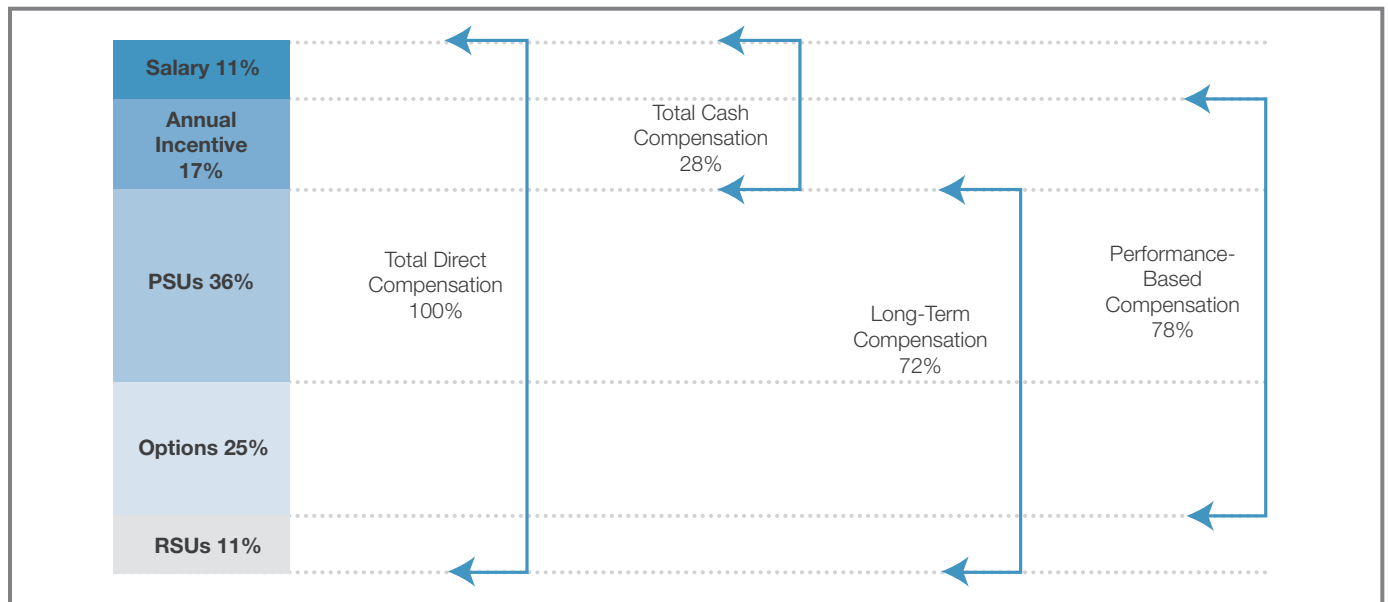 Salary 11%
Annual
Incentive
17%
PSUs 36%
Options 25%
RSUs 11%
Total Direct
Compensation
100%
Total Cash
Compensation
28%
Long-Term
Compensation
72%
Performance-
Based
Compensation
78%